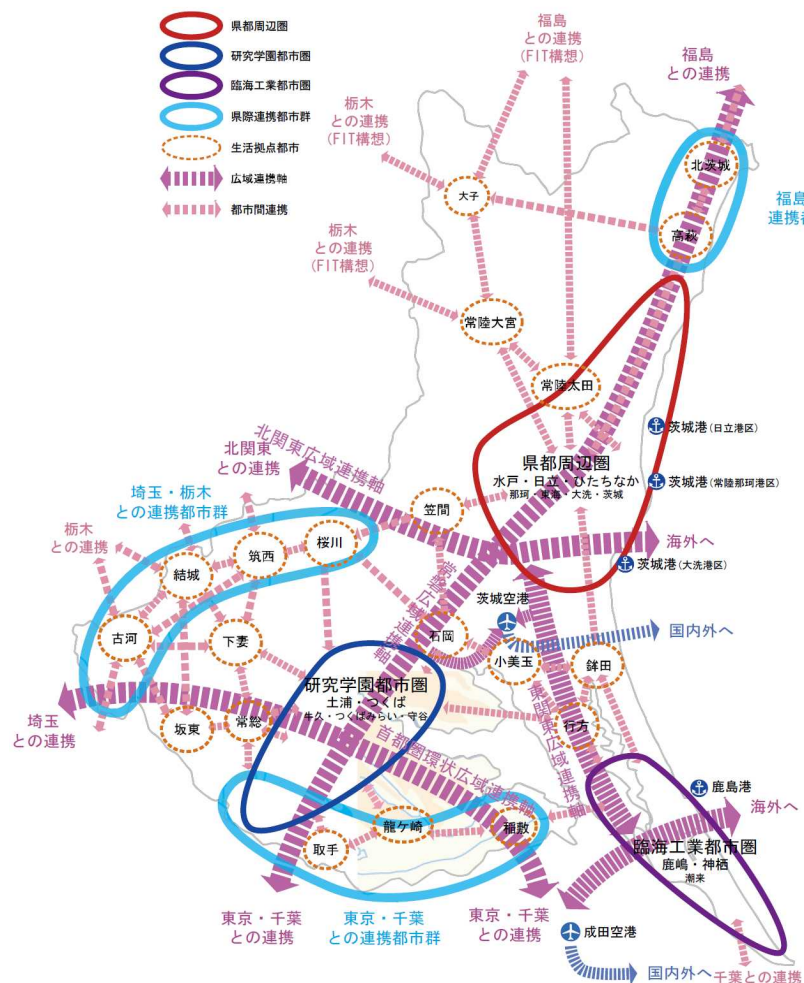 県都周辺圏
研究学園都市圏
臨海工業都市圏
県際連携都市群
生活拠点都市
広域連携軸
都市間連携
福島
との連携
(FIT構想)
福島
との連携
栃木
との連携
(FIT構想)
北茨城
大子
福島
連携都
高萩
栃木
との連携
(FIT構想)
常陸大宮
常陸太田
茨城港(日立港区)
北関東広域連携軸
北関東
との連携
県都周辺圏
水戸・日立・ひたちなか
那珂・東海・大洗・茨城
茨城港(常陸那珂港区)
埼玉・栃木
との連携都市群
笠間
栃木
との連携
桜川
筑西
結城
海外へ
茨城港(大洗港区)
常磐広域連携軸
茨城空港
古河
下妻
石岡
小美玉
国内外へ
鉾田
研究学園都市圏
土浦・つくば
牛久・つくばみらい・守谷
埼玉
との連携
坂東
常総
首都圏環状広域連携軸
東関東広域連携軸
行方
鹿島港
海外へ
取手
龍ケ崎
稲敷
臨海工業都市圏
鹿嶋・神栖
潮来
東京・千葉
との連携
東京・千葉
との連携都市群
東京・千葉
との連携
成田空港
国内外へ
千葉との連携